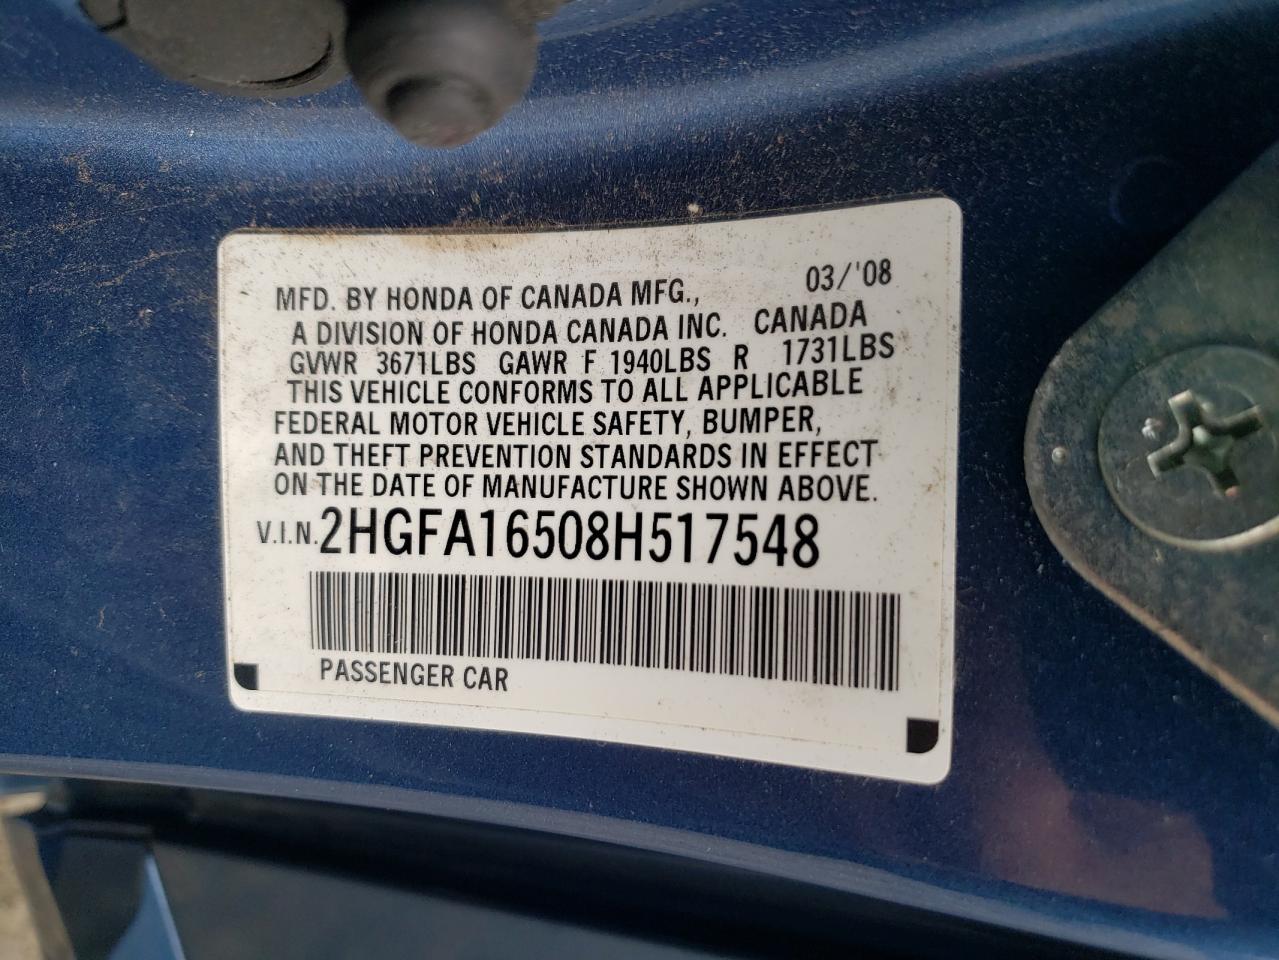 03/'08
MFD. BY HONDA OF CANADA MFG.,
A DIVISION OF HONDA CANADA INC. CANADA
GVWR 3671LBS GAWR F 1940LBS R 1731LBS
THIS VEHICLE CONFORMS TO ALL APPLICABLE
FEDERAL MOTOR VEHICLE SAFETY, BUMPER,
AND THEFT PREVENTION STANDARDS IN EFFECT
ON THE DATE OF MANUFACTURE SHOWN ABOVE.
V.I.N. 2HGFA16508H517548
PASSENGER CAR